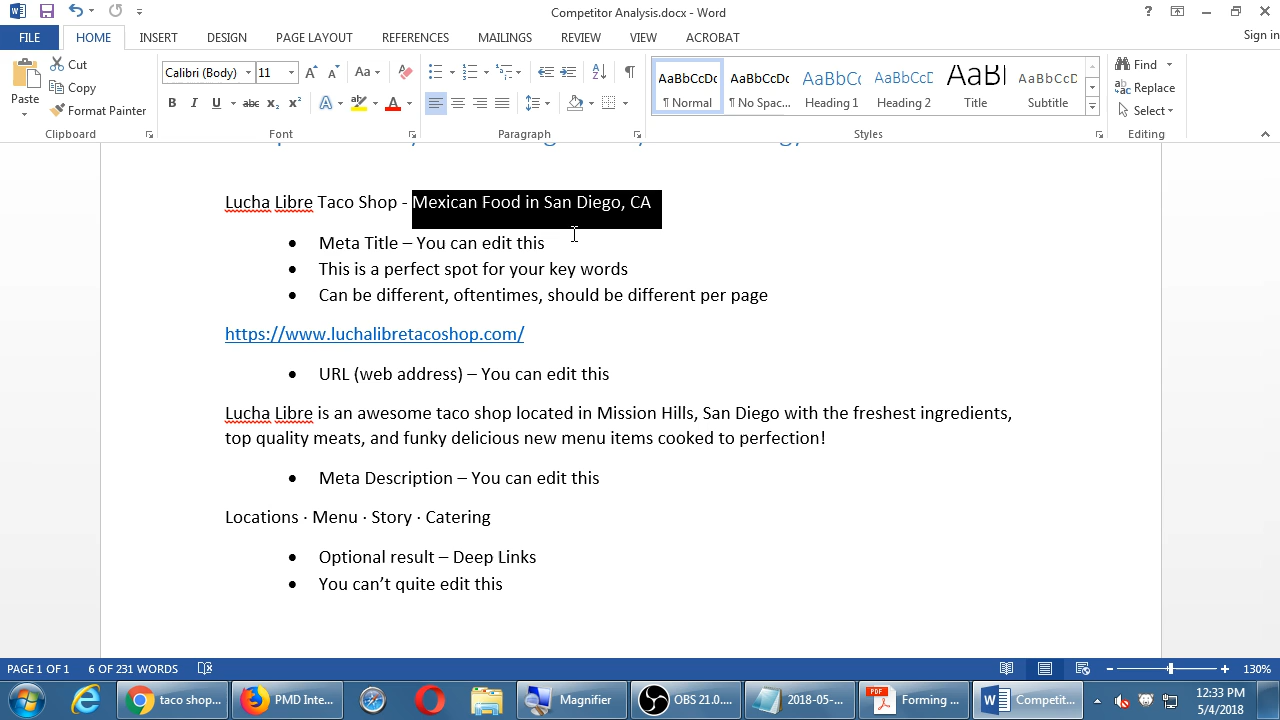 Competitor Analysis.docx - Word
Sign in
FILE HOME INSERT DESIGN PAGE LAYOUT REFERENCES MAILINGS REVIEW VIEW ACROBAT
Paste
Cut
Copy
Format Painter
Clipboard
Calibri (Body) 11
Font
Paragraph
AaBbCcDc ¶ Normal
AaBbCcDc ¶ No Spac...
AaBbCc Heading 1
AaBbCcD Heading 2
AaBl Title
AaBbCcD Subtitle
Styles
Find
Replace
Select
Editing
Lucha Libre Taco Shop - Mexican Food in San Diego, CA
• Meta Title – You can edit this
• This is a perfect spot for your key words
• Can be different, oftentimes, should be different per page
https://www.luchalibretacoshop.com/
• URL (web address) – You can edit this
Lucha Libre is an awesome taco shop located in Mission Hills, San Diego with the freshest ingredients,
top quality meats, and funky delicious new menu items cooked to perfection!
• Meta Description – You can edit this
Locations · Menu · Story · Catering
• Optional result – Deep Links
• You can’t quite edit this
PAGE 1 OF 1 6 OF 231 WORDS 130%
taco shop... PMD Inte... Magnifier OBS 21.0.... 2018-05-... Forming ... Competit...
12:33 PM
5/4/2018